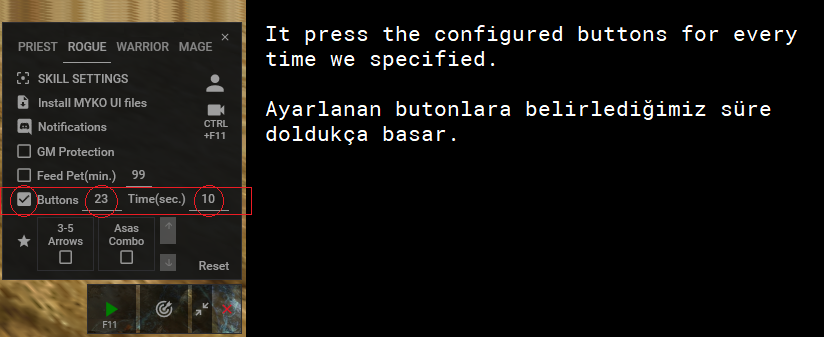 PRIEST ROGUE WARRIOR MAGE
SKILL SETTINGS
Install MYKO UI files
Notifications
CTRL
+F11
GM Protection
Feed Pet(min.) 99
Buttons 23 Time(sec.) 10
3-5
Arrows
Asas
Combo
Reset
F11
It press the configured buttons for every
time we specified.
Ayarlanan butonlara belirlediğimiz süre
doldukça basar.